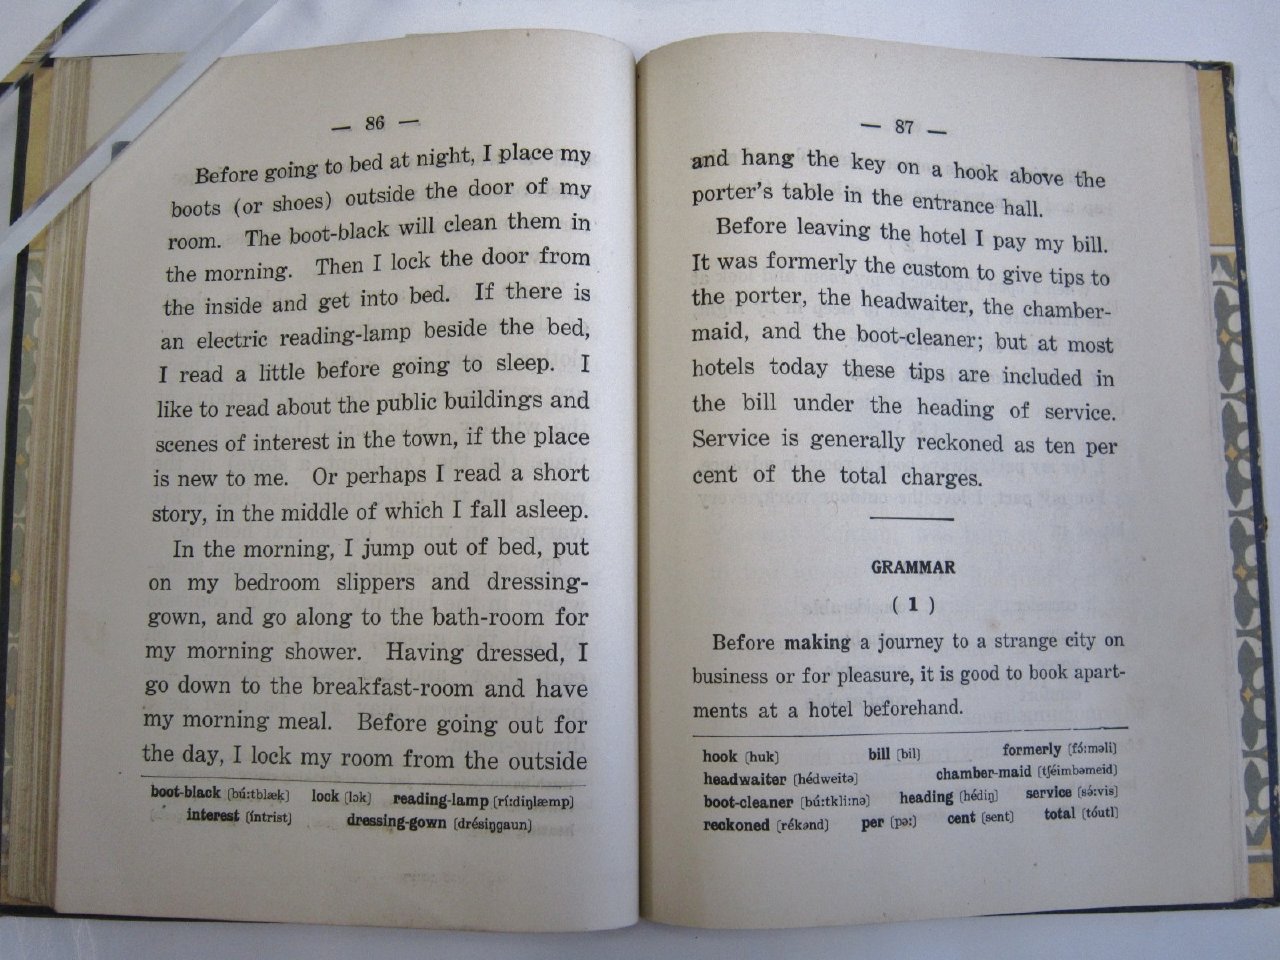 — 86 —
Before going to bed at night, I place my
boots (or shoes) outside the door of my
room. The boot-black will clean them in
the morning. Then I lock the door from
the inside and get into bed. If there is
an electric reading-lamp beside the bed,
I read a little before going to sleep. I
like to read about the public buildings and
scenes of interest in the town, if the place
is new to me. Or perhaps I read a short
story, in the middle of which I fall asleep.
In the morning, I jump out of bed, put
on my bedroom slippers and dressing-
gown, and go along to the bath-room for
my morning shower. Having dressed, I
go down to the breakfast-room and have
my morning meal. Before going out for
the day, I lock my room from the outside
boot-black [búːtblæk] lock [lɔk] reading-lamp [ríːdiŋlæmp]
interest [íntrist] dressing-gown [drésiŋgaun]
— 87 —
and hang the key on a hook above the
porter's table in the entrance hall.
Before leaving the hotel I pay my bill.
It was formerly the custom to give tips to
the porter, the headwaiter, the chamber-
maid, and the boot-cleaner; but at most
hotels today these tips are included in
the bill under the heading of service.
Service is generally reckoned as ten per
cent of the total charges.
GRAMMAR
( 1 )
Before making a journey to a strange city on
business or for pleasure, it is good to book apart-
ments at a hotel beforehand.
hook [huk] bill [bil] formerly [fɔ́ːməli]
headwaiter [hédweitə] chamber-maid [tʃéimbəmeid]
boot-cleaner [búːtkliːnə] heading [hédiŋ] service [sə́ːvis]
reckoned [rékənd] per [pəː] cent [sent] total [tóutl]